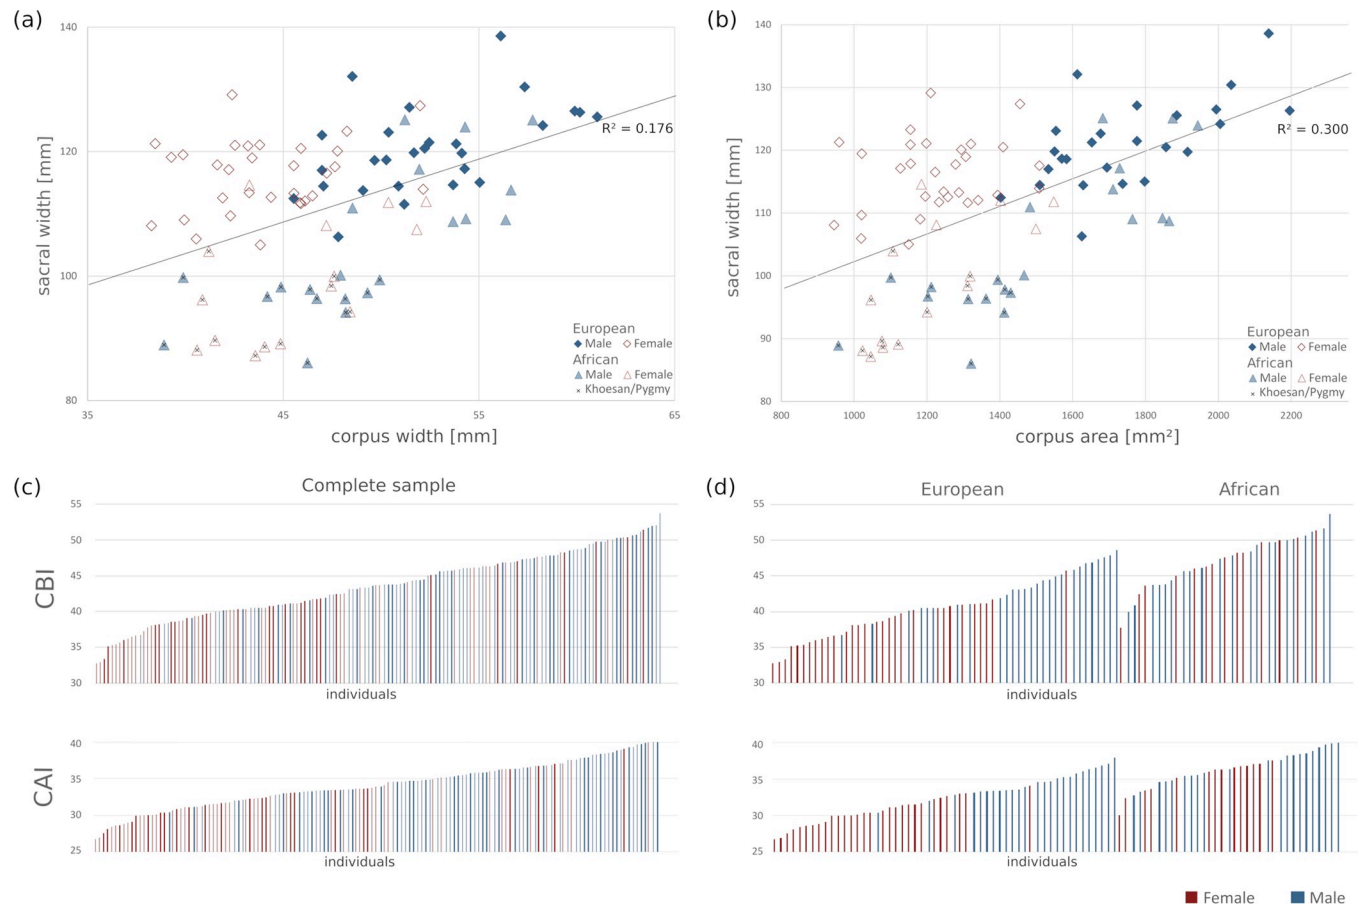 (a)
140
120
100
80
sacral width [mm]
35
45
55
65
corpus width [mm]
R² = 0.176
European
Male
Female
African
Male
Female
Khoesan/Pygmy
(b)
140
130
120
110
100
90
80
sacral width [mm]
800
1000
1200
1400
1600
1800
2000
2200
corpus area [mm²]
R² = 0.300
European
Male
Female
African
Male
Female
Khoesan/Pygmy
(c)
Complete sample
CBI
55
50
45
40
35
30
individuals
CAI
40
35
30
25
individuals
(d)
European
African
55
50
45
40
35
30
individuals
40
35
30
25
individuals
Female
Male